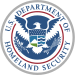 U.S. DEPARTMENT OF
HOMELAND SECURITY